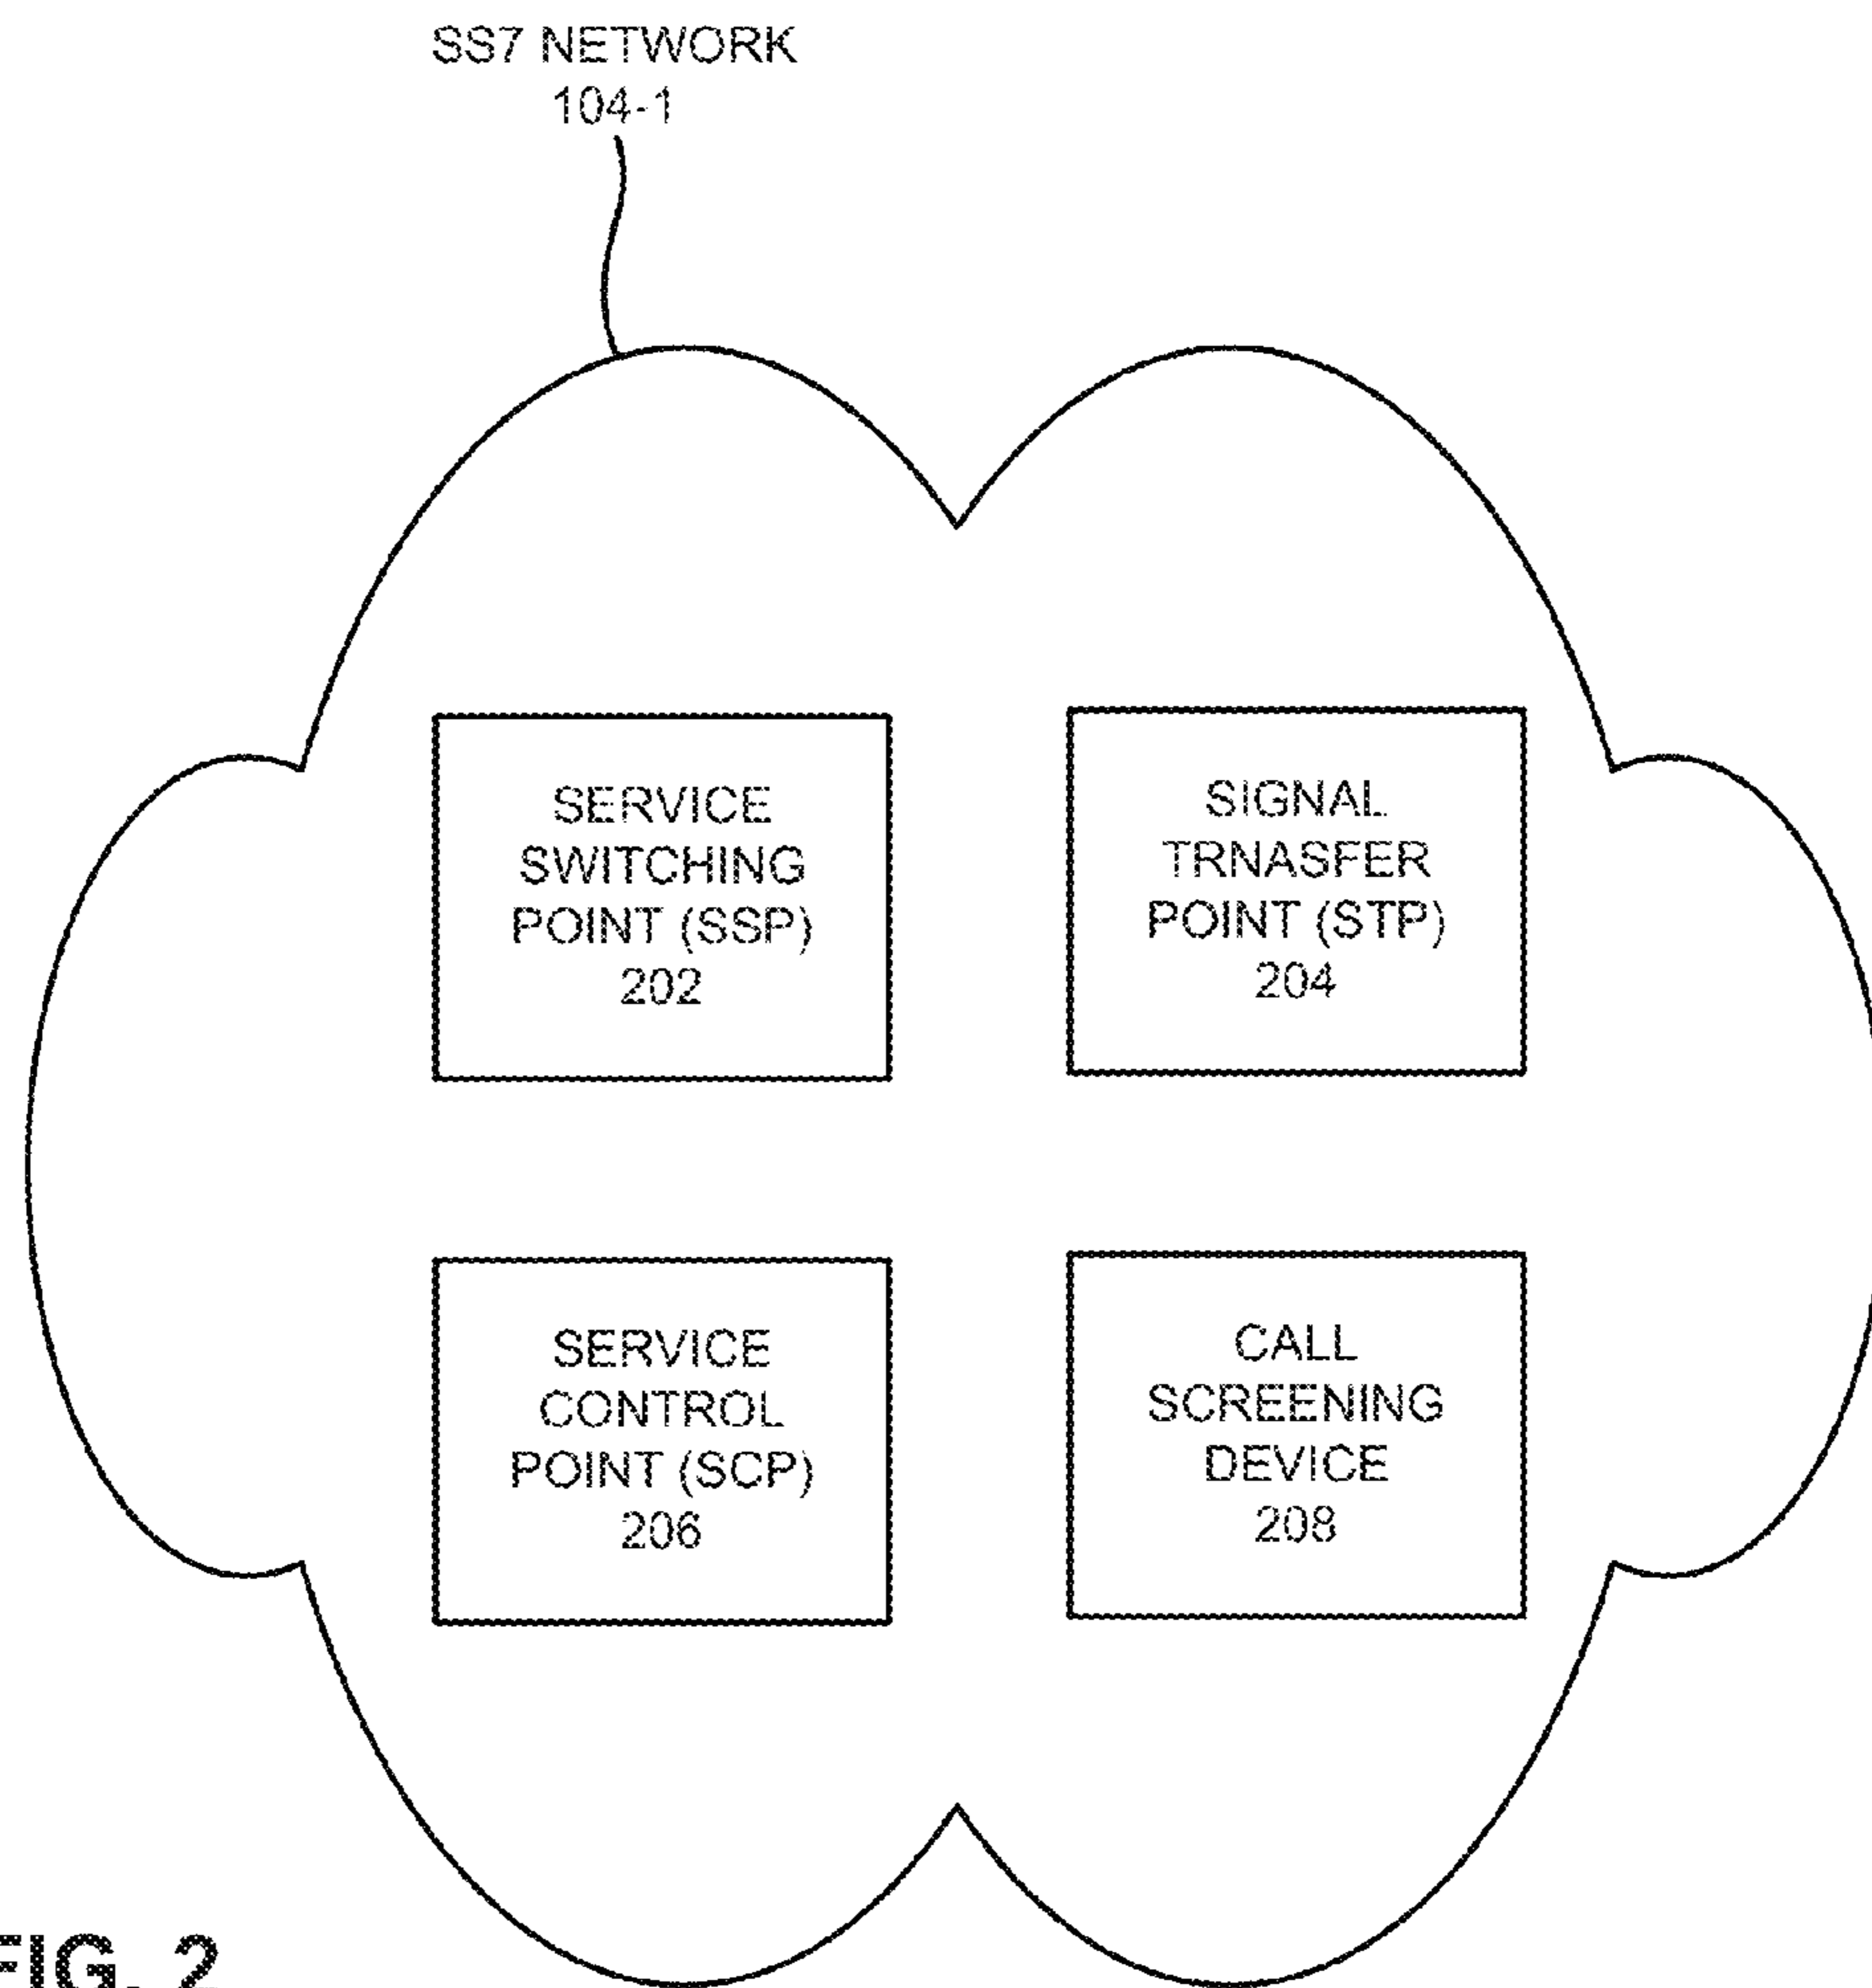 SS7 NETWORK
104-1
SERVICE
SWITCHING
POINT (SSP)
202
SIGNAL
TRNASFER
POINT (STP)
204
SERVICE
CONTROL
POINT (SCP)
206
CALL
SCREENING
DEVICE
208
FIG. 2